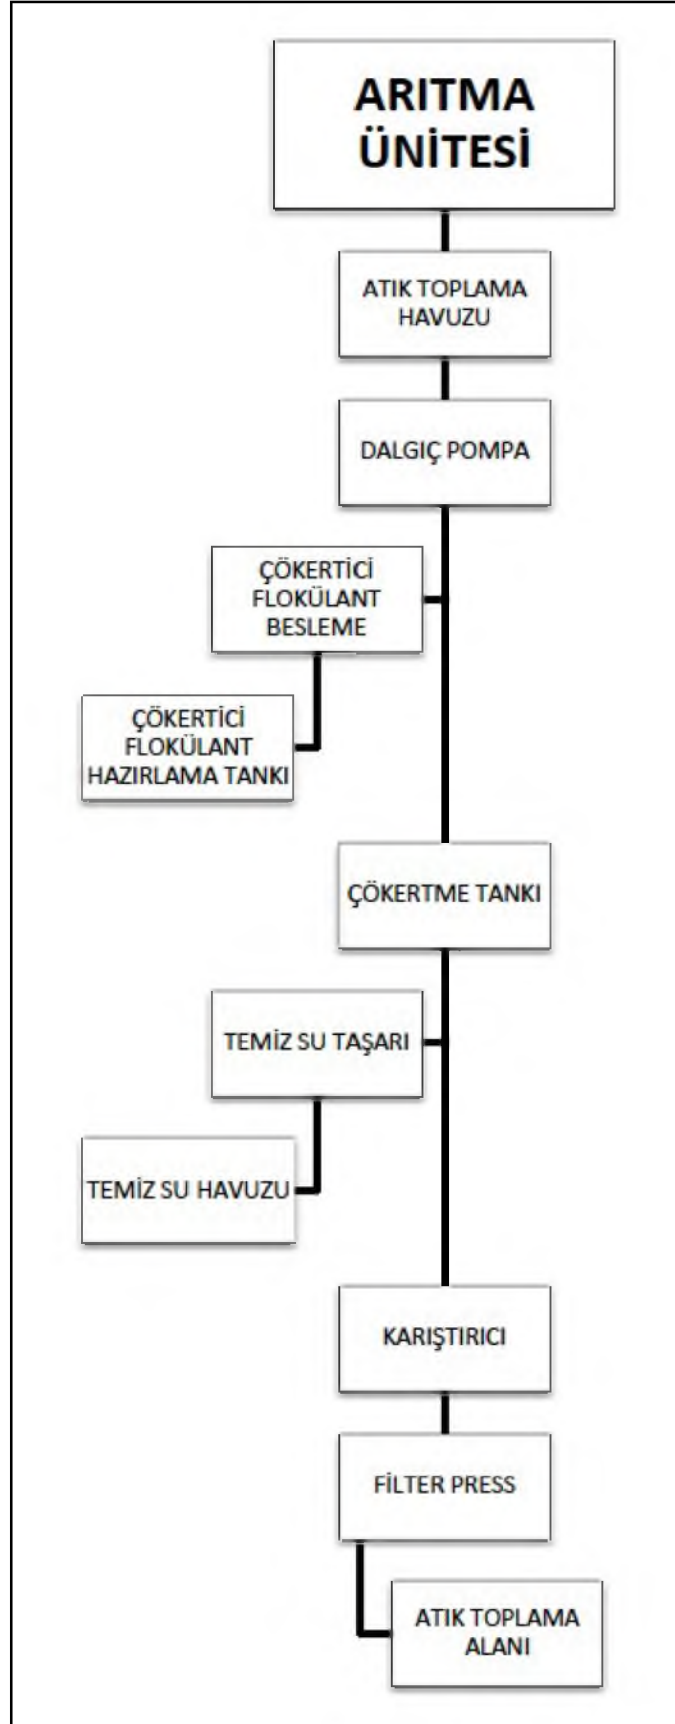 ARITMA
ÜNİTESİ
ATIK TOPLAMA
HAVUZU
DALGIÇ POMPA
ÇÖKERTİCİ
FLOKÜLANT
BESLEME
ÇÖKERTİCİ
FLOKÜLANT
HAZIRLAMA TANKI
ÇÖKERTME TANKI
TEMİZ SU TAŞARI
TEMİZ SU HAVUZU
KARIŞTIRICI
FİLTER PRESS
ATIK TOPLAMA
ALANI